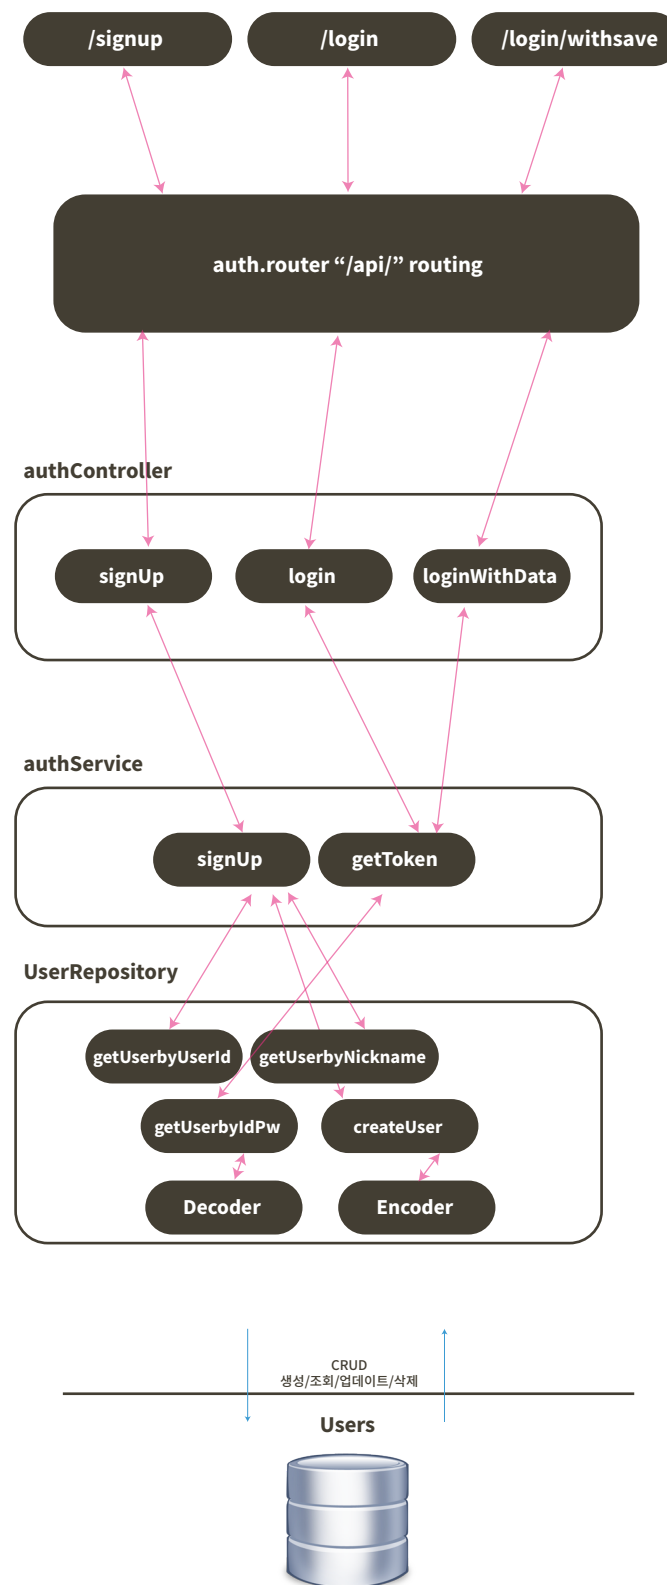 /signup
/login
/login/withsave
auth.router “/api/” routing
authController
signUp
login
loginWithData
authService
signUp
getToken
UserRepository
getUserbyUserId
getUserbyNickname
getUserbyIdPw
createUser
Decoder
Encoder
CRUD
생성/조회/업데이트/삭제
Users